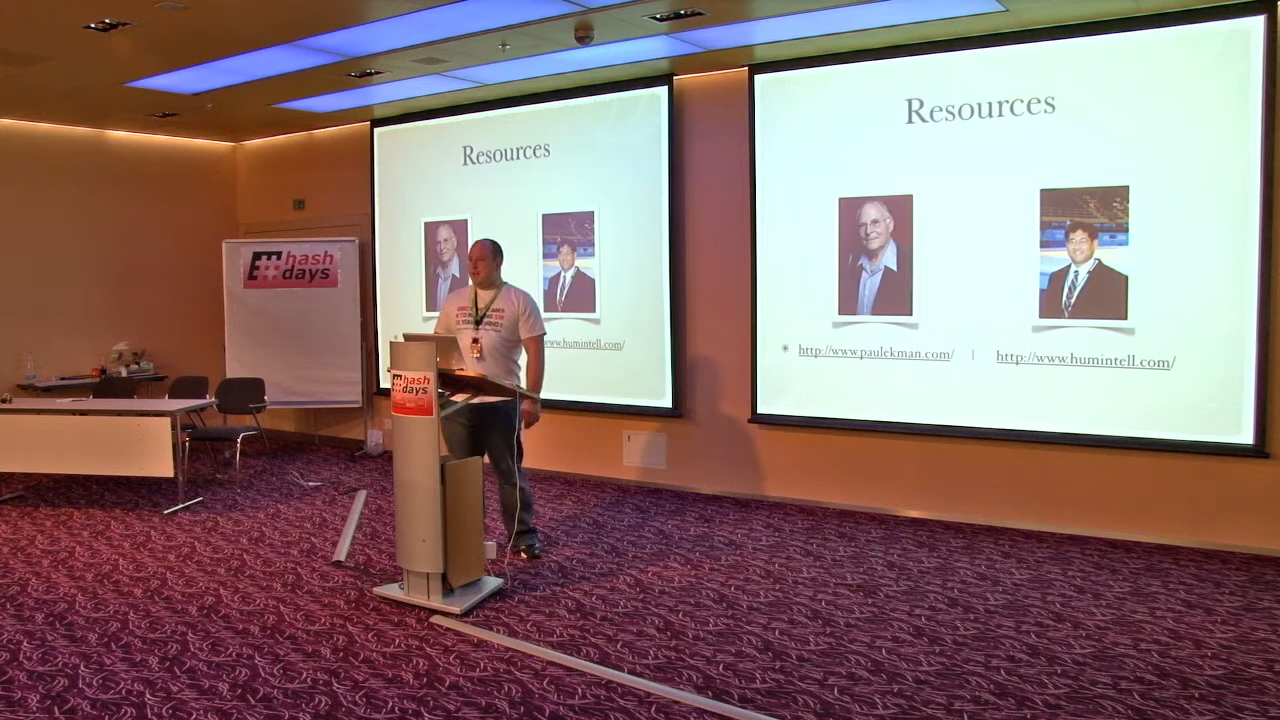 hash
days
Resources
www.humintell.com/
hash
days
Resources
* http://www.paulekman.com/ | http://www.humintell.com/